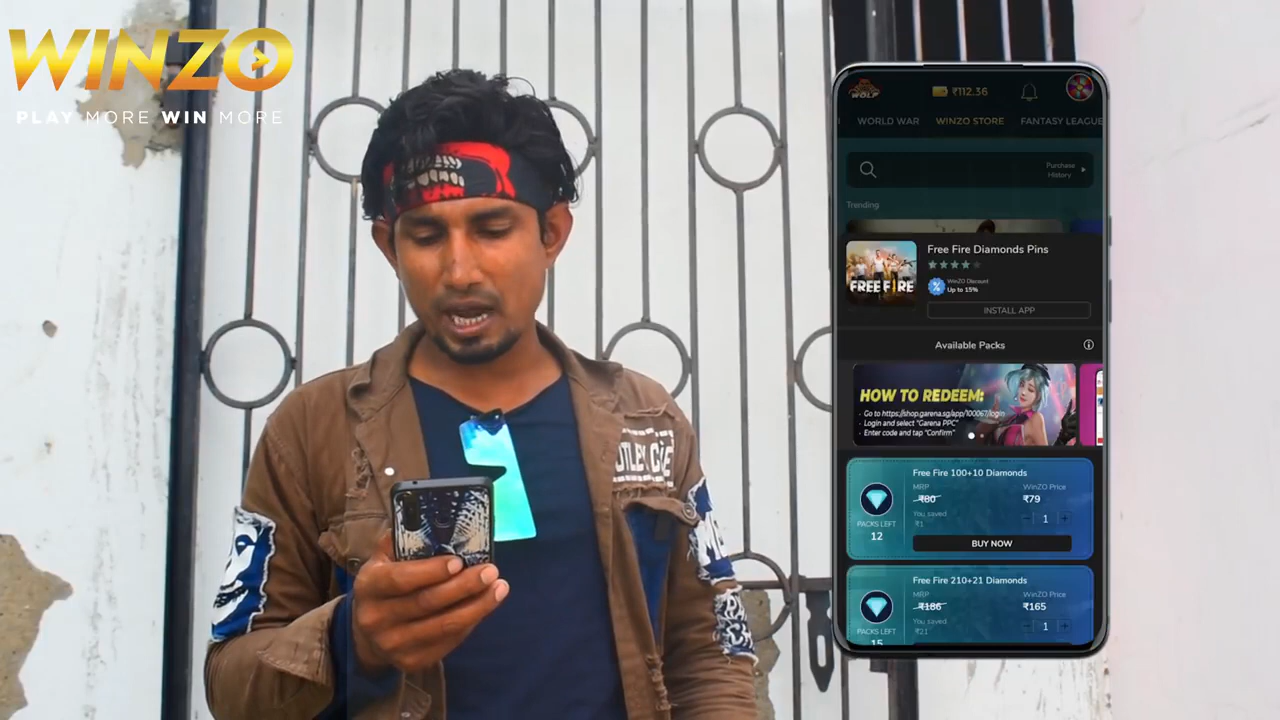 WINZO
PLAY MORE WIN MORE
WOLF
₹112.36
WORLD WAR WINZO STORE FANTASY LEAGUE
Purchase
History
Trending
Free Fire Diamonds Pins
FREE FIRE
WinZO Discount
Up to 15%
INSTALL APP
Available Packs
HOW TO REDEEM:
· Go to https://shop.garena.sg/app/100067/login
· Login and select "Garena PPC"
· Enter code and tap "Confirm"
Free Fire 100+10 Diamonds
MRP WinZO Price
₹80 ₹79
You saved
₹1
- 1 +
PACKS LEFT
12
BUY NOW
Free Fire 210+21 Diamonds
MRP WinZO Price
₹186 ₹165
You saved
₹21
- 1 +
PACKS LEFT
15